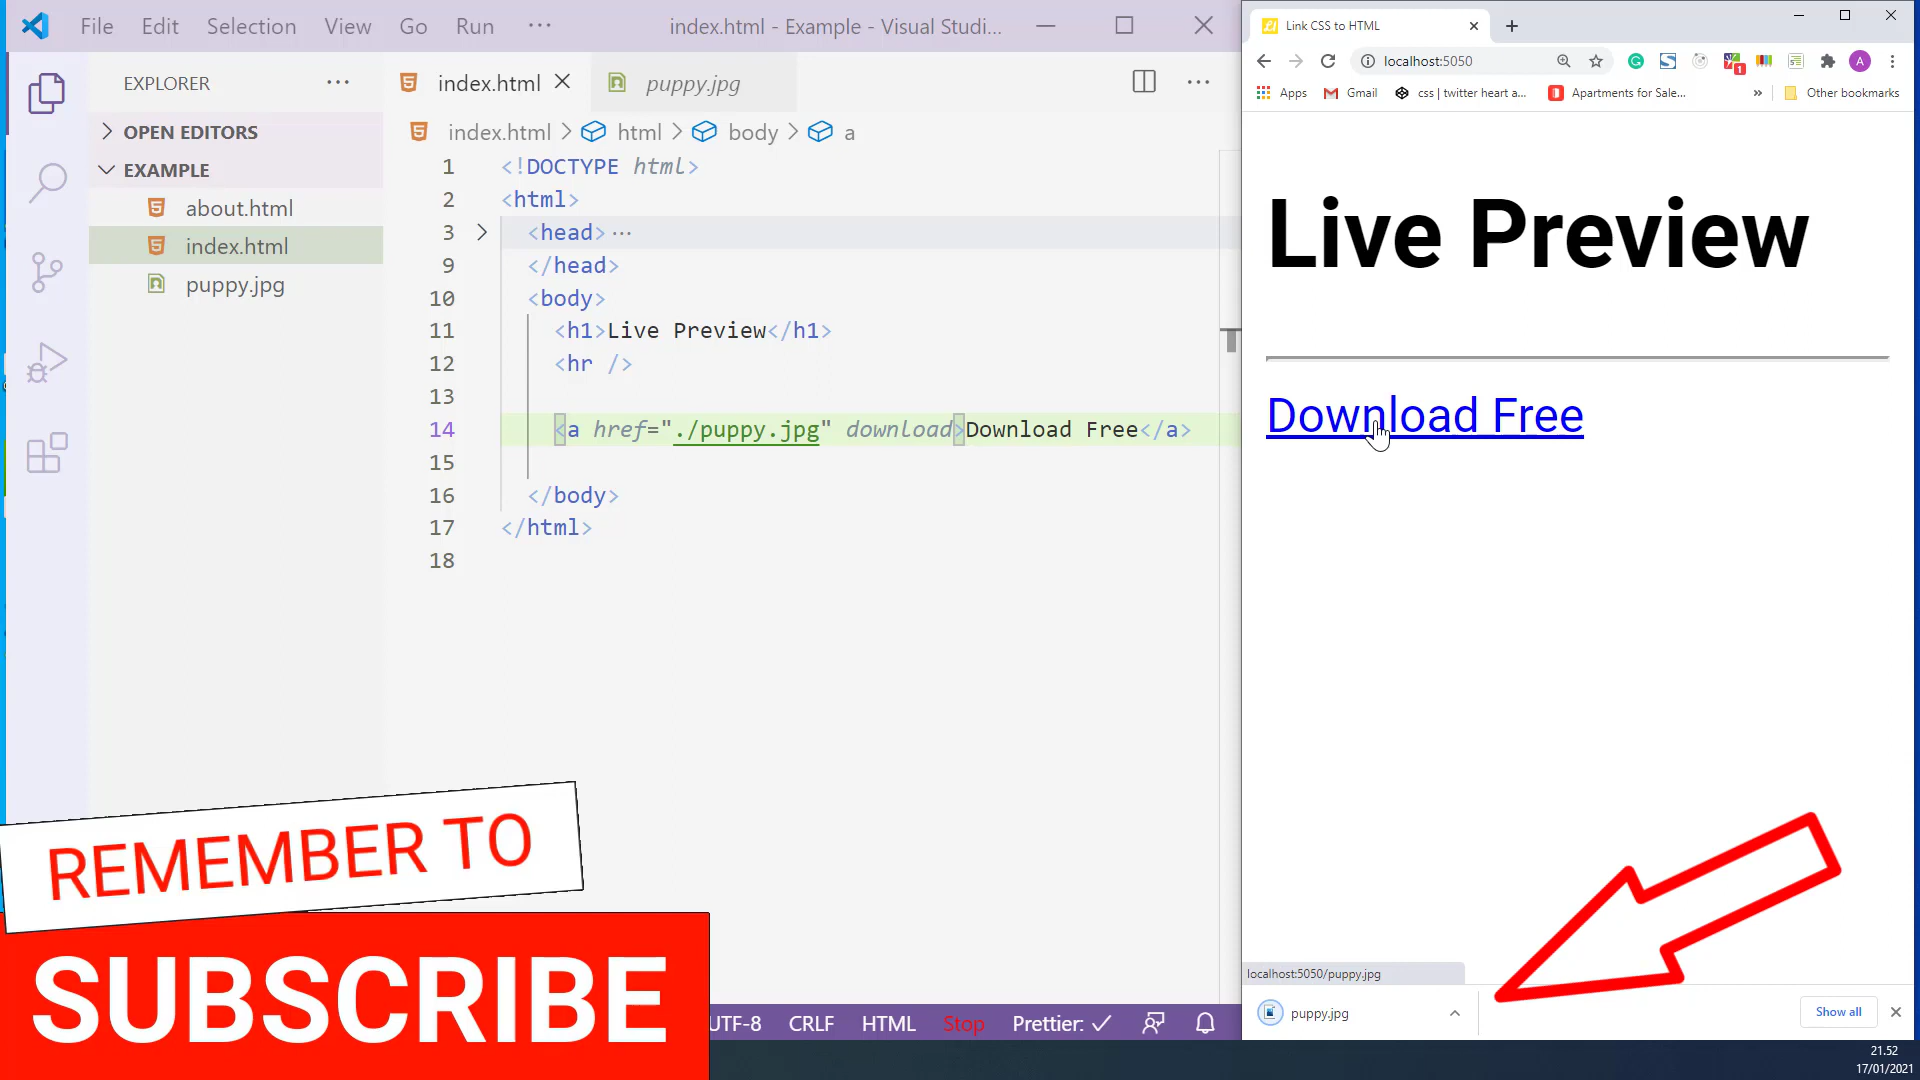 File Edit Selection View Go Run ··· index.html - Example - Visual Studi...
EXPLORER ···
OPEN EDITORS
EXAMPLE
about.html
index.html
puppy.jpg
index.html puppy.jpg ···
index.html > html > body > a
1 <!DOCTYPE html>
2 <html>
3 <head> ···
9 </head>
10 <body>
11 <h1>Live Preview</h1>
12 <hr />
13
14 <a href="./puppy.jpg" download>Download Free</a>
15
16 </body>
17 </html>
18
UTF-8 CRLF HTML Stop Prettier: ✓
REMEMBER TO
SUBSCRIBE
Link CSS to HTML
localhost:5050
1
A
Apps Gmail css | twitter heart a... Apartments for Sale... » Other bookmarks
Live Preview
Download Free
localhost:5050/puppy.jpg
puppy.jpg Show all
21.52
17/01/2021